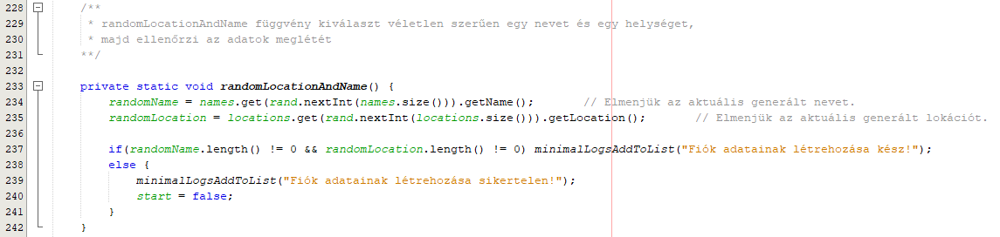 228 /**
229 * randomLocationAndName függvény kiválaszt véletlen szerűen egy nevet és egy helységet,
230 * majd ellenőrzi az adatok meglétét
231 **/
232
233 private static void randomLocationAndName() {
234 randomName = names.get(rand.nextInt(names.size())).getName(); // Elmenjük az aktuális generált nevet.
235 randomLocation = locations.get(rand.nextInt(locations.size())).getLocation(); // Elmenjük az aktuális generált lokációt.
236
237 if(randomName.length() != 0 && randomLocation.length() != 0) minimalLogsAddToList("Fiók adatainak létrehozása kész!");
238 else {
239 minimalLogsAddToList("Fiók adatainak létrehozása sikertelen!");
240 start = false;
241 }
242 }